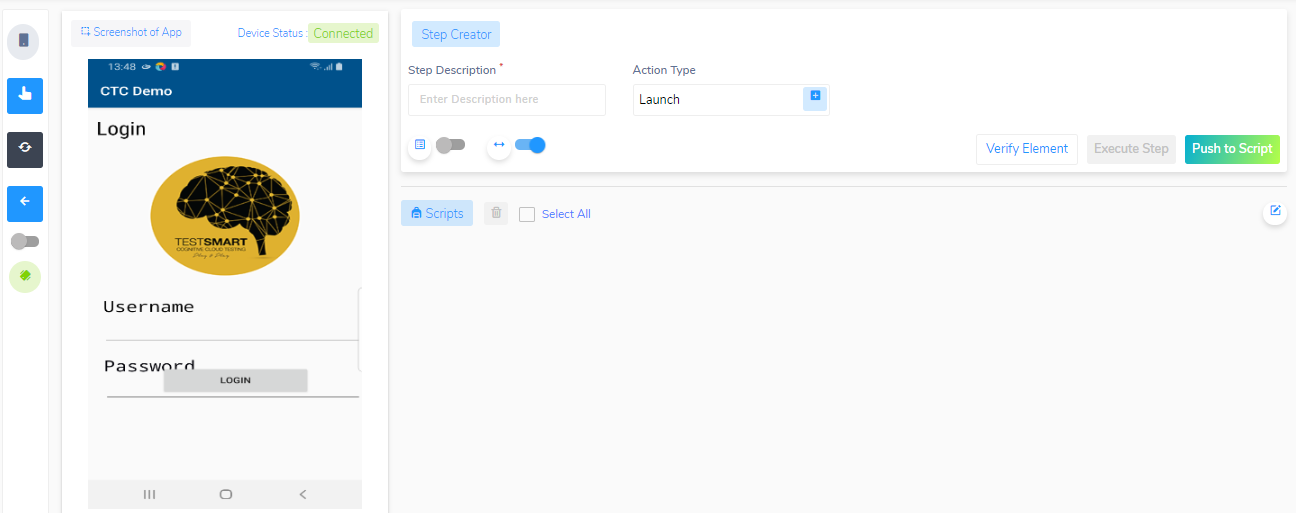 Screenshot of App
Device Status : Connected
13:48
CTC Demo
Login
TESTSMART
COGNITIVE CLOUD TESTING
Username
Password
LOGIN
Step Creator
Step Description *
Enter Description here
Action Type
Launch
Verify Element
Execute Step
Push to Script
Scripts
Select All